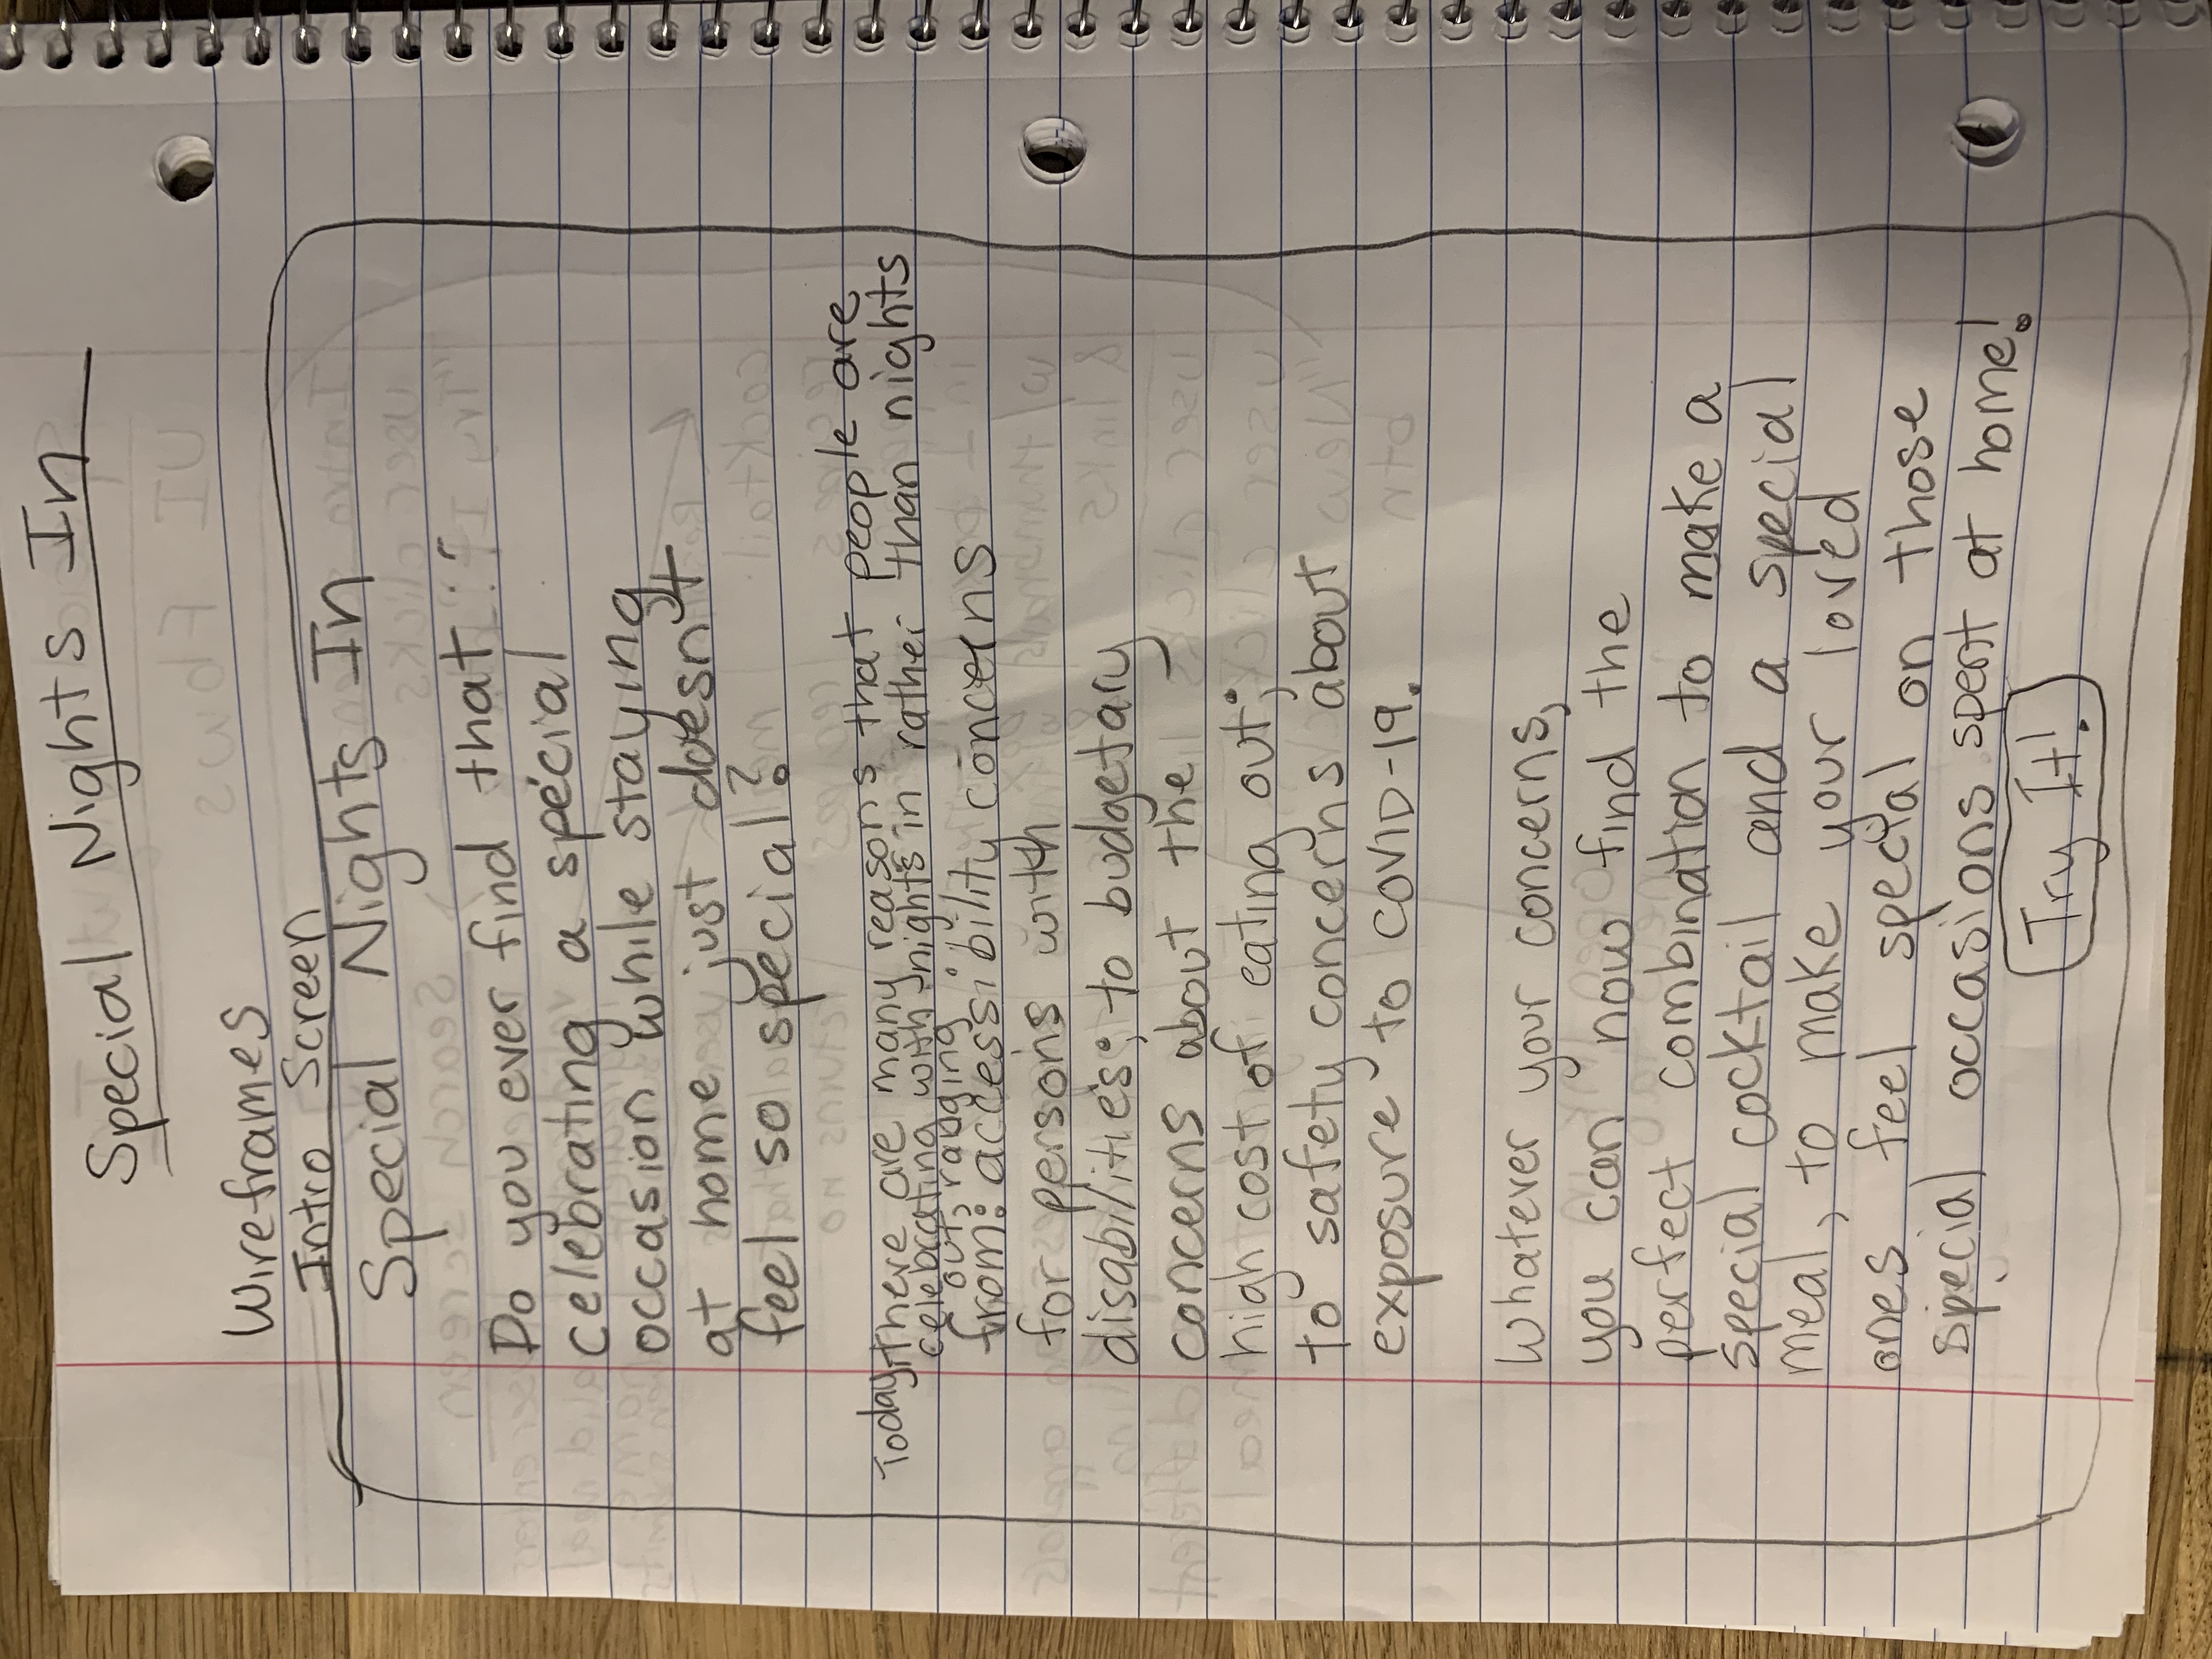 Special Nights In
Wireframes
Intro Screen
Special Nights In
Do you ever find that
celebrating a special
occasion while staying
at home just doesn't
feel so special?
Today, there are many reasons that people are
celebrating with nights in rather than nights
out, ranging
from: accessibility concerns
for persons with
disabilities; to budgetary
concerns about the
high cost of eating out;
to safety concerns about
exposure to COVID-19.
Whatever your concerns,
you can now find the
perfect combination to make a
special cocktail and a special
meal, to make your loved
ones feel special on those
special occasions spent at home!
Try It!